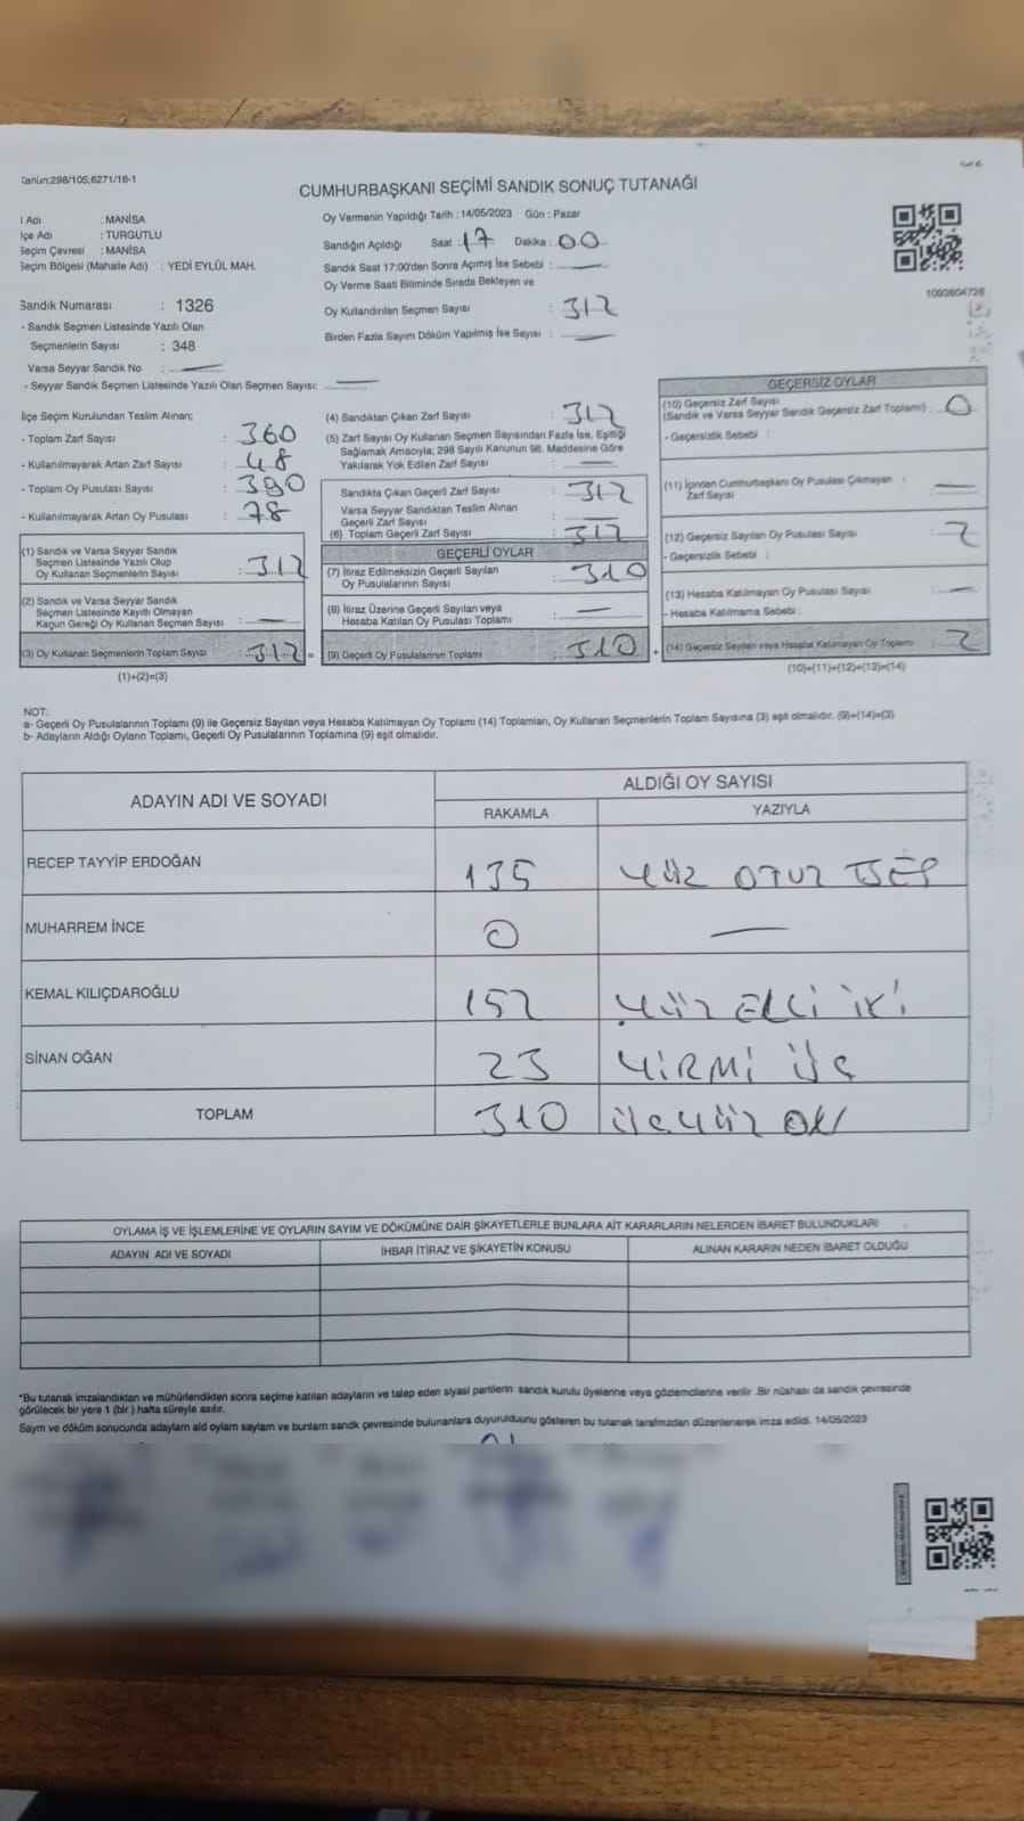 Kanun:298/105,6271/16-1
CUMHURBAŞKANI SEÇİMİ SANDIK SONUÇ TUTANAĞI
İl Adı : MANİSA
İlçe Adı : TURGUTLU
Seçim Çevresi : MANİSA
Seçim Bölgesi (Mahalle Adı) : YEDİ EYLÜL MAH.
Oy Vermenin Yapıldığı Tarih : 14/05/2023 Gün : Pazar
Sandığın Açıldığı Saat : 17 Dakika : 00
Sandık Saat 17:00'den Sonra Açılmış İse Sebebi : —
Oy Verme Saati Bitiminde Sırada Bekleyen ve
Oy Kullandırılan Seçmen Sayısı : 312
Birden Fazla Sayım Döküm Yapılmış İse Sayısı : —
1090604726
Sandık Numarası : 1326
- Sandık Seçmen Listesinde Yazılı Olan
Seçmenlerin Sayısı : 348
Varsa Seyyar Sandık No : —
- Seyyar Sandık Seçmen Listesinde Yazılı Olan Seçmen Sayısı: —
İlçe Seçim Kurulundan Teslim Alınan:
- Toplam Zarf Sayısı : 360
- Kullanılmayarak Artan Zarf Sayısı : 48
- Toplam Oy Pusulası Sayısı : 390
- Kullanılmayarak Artan Oy Pusulası : 78
(1) Sandık ve Varsa Seyyar Sandık
Seçmen Listesinde Yazılı Olup
Oy Kullanan Seçmenlerin Sayısı : 312
(2) Sandık ve Varsa Seyyar Sandık
Seçmen Listesinde Kayıtlı Olmayan
Kanun Gereği Oy Kullanan Seçmen Sayısı : —
(3) Oy Kullanan Seçmenlerin Toplam Sayısı : 312 =
(1)+(2)=(3)
(4) Sandıktan Çıkan Zarf Sayısı : 312
(5) Zarf Sayısı Oy Kullanan Seçmen Sayısından Fazla İse, Eşitliği
Sağlamak Amacıyla; 298 Sayılı Kanunun 98. Maddesine Göre
Yakılarak Yok Edilen Zarf Sayısı : —
Sandıkta Çıkan Geçerli Zarf Sayısı : 312
Varsa Seyyar Sandıktan Teslim Alınan
Geçerli Zarf Sayısı : —
(6) Toplam Geçerli Zarf Sayısı : 312
GEÇERLİ OYLAR
(7) İtiraz Edilmeksizin Geçerli Sayılan
Oy Pusulalarının Sayısı : 310
(8) İtiraz Üzerine Geçerli Sayılan veya
Hesaba Katılan Oy Pusulası Toplamı : —
(9) Geçerli Oy Pusulalarının Toplamı : 310 +
GEÇERSİZ OYLAR
(10) Geçersiz Zarf Sayısı
(Sandık ve Varsa Seyyar Sandık Geçersiz Zarf Toplamı) : 0
- Geçersizlik Sebebi :
(11) İçinden Cumhurbaşkanı Oy Pusulası Çıkmayan :
Zarf Sayısı —
(12) Geçersiz Sayılan Oy Pusulası Sayısı : 2
- Geçersizlik Sebebi :
(13) Hesaba Katılmayan Oy Pusulası Sayısı : —
- Hesaba Katılmama Sebebi :
(14) Geçersiz Sayılan veya Hesaba Katılmayan Oy Toplamı : 2
(10)+(11)+(12)+(13)=(14)
NOT:
a- Geçerli Oy Pusulalarının Toplamı (9) ile Geçersiz Sayılan veya Hesaba Katılmayan Oy Toplamı (14) Toplamları, Oy Kullanan Seçmenlerin Toplam Sayısına (3) eşit olmalıdır. (9)+(14)=(3)
b- Adayların Aldığı Oyların Toplamı, Geçerli Oy Pusulalarının Toplamına (9) eşit olmalıdır.
ADAYIN ADI VE SOYADI
ALDIĞI OY SAYISI
RAKAMLA YAZIYLA
RECEP TAYYİP ERDOĞAN 135 YÜZ OTUZ BEŞ
MUHARREM İNCE 0 —
KEMAL KILIÇDAROĞLU 152 YÜZ ELLİ İKİ
SİNAN OĞAN 23 YİRMİ ÜÇ
TOPLAM 310 ÜÇ YÜZ ON
OYLAMA İŞ VE İŞLEMLERİNE VE OYLARIN SAYIM VE DÖKÜMÜNE DAİR ŞİKAYETLERLE BUNLARA AİT KARARLARIN NELERDEN İBARET BULUNDUKLARI
ADAYIN ADI VE SOYADI İHBAR İTİRAZ VE ŞİKAYETİN KONUSU ALINAN KARARIN NEDEN İBARET OLDUĞU
*Bu tutanak imzalandıktan ve mühürlendikten sonra seçime katılan adayların ve talep eden siyasi partilerin sandık kurulu üyelerine veya gözlemcilerine verilir. Bir nüshası da sandık çevresinde
görülecek bir yere 1 (bir) hafta süreyle asılır.
Sayım ve döküm sonucunda adayların aldı oyların sayıların ve bunların sandık çevresinde bulunanlara duyurulduunu gösteren bu tutanak tarafımızdan düzenlenerek imza edildi. 14/05/2023